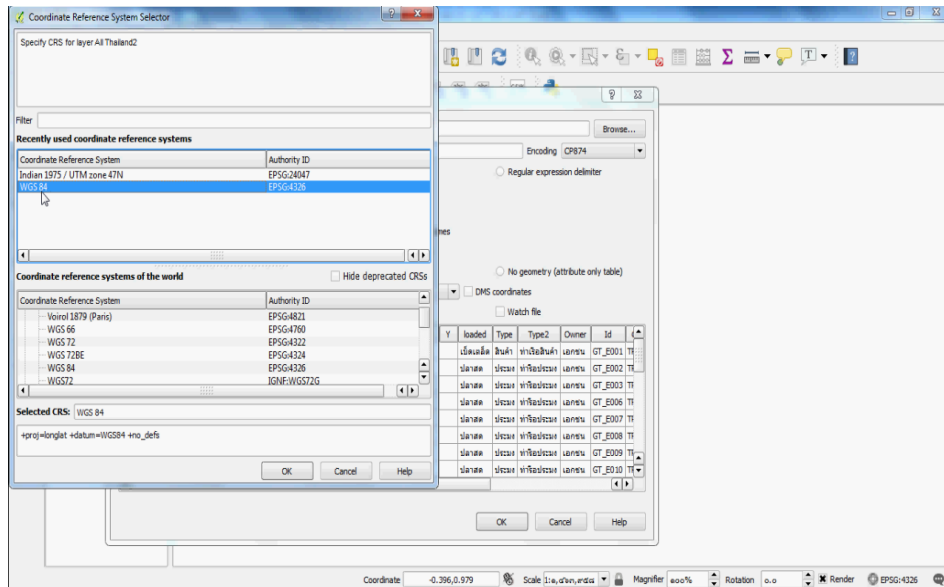 Coordinate Reference System Selector
Specify CRS for layer All Thailand2
Filter
Recently used coordinate reference systems
Coordinate Reference System Authority ID
Indian 1975 / UTM zone 47N EPSG:24047
WGS 84 EPSG:4326
Coordinate reference systems of the world Hide deprecated CRSs
Coordinate Reference System Authority ID
Voirol 1879 (Paris) EPSG:4821
WGS 66 EPSG:4760
WGS 72 EPSG:4322
WGS 72BE EPSG:4324
WGS 84 EPSG:4326
WGS72 IGNF:WGS72G
Selected CRS: WGS 84
+proj=longlat +datum=WGS84 +no_defs
OK Cancel Help
Browse...
Encoding CP874
Regular expression delimiter
No geometry (attribute only table)
DMS coordinates
Watch file
Y loaded Type Type2 Owner Id
เบ็ดเตล็ด สินค้า ท่าเรือสินค้า เอกชน GT_E001
ปลาสด ประมง ท่าเรือประมง เอกชน GT_E002
ปลาสด ประมง ท่าเรือประมง เอกชน GT_E003
ปลาสด ประมง ท่าเรือประมง เอกชน GT_E006
ปลาสด ประมง ท่าเรือประมง เอกชน GT_E007
ปลาสด ประมง ท่าเรือประมง เอกชน GT_E008
ปลาสด ประมง ท่าเรือประมง เอกชน GT_E009
ปลาสด ประมง ท่าเรือประมง เอกชน GT_E010
OK Cancel Help
Coordinate -0.396,0.979 Magnifier ๑๐๐% Rotation ๐.๐ Render EPSG:4326